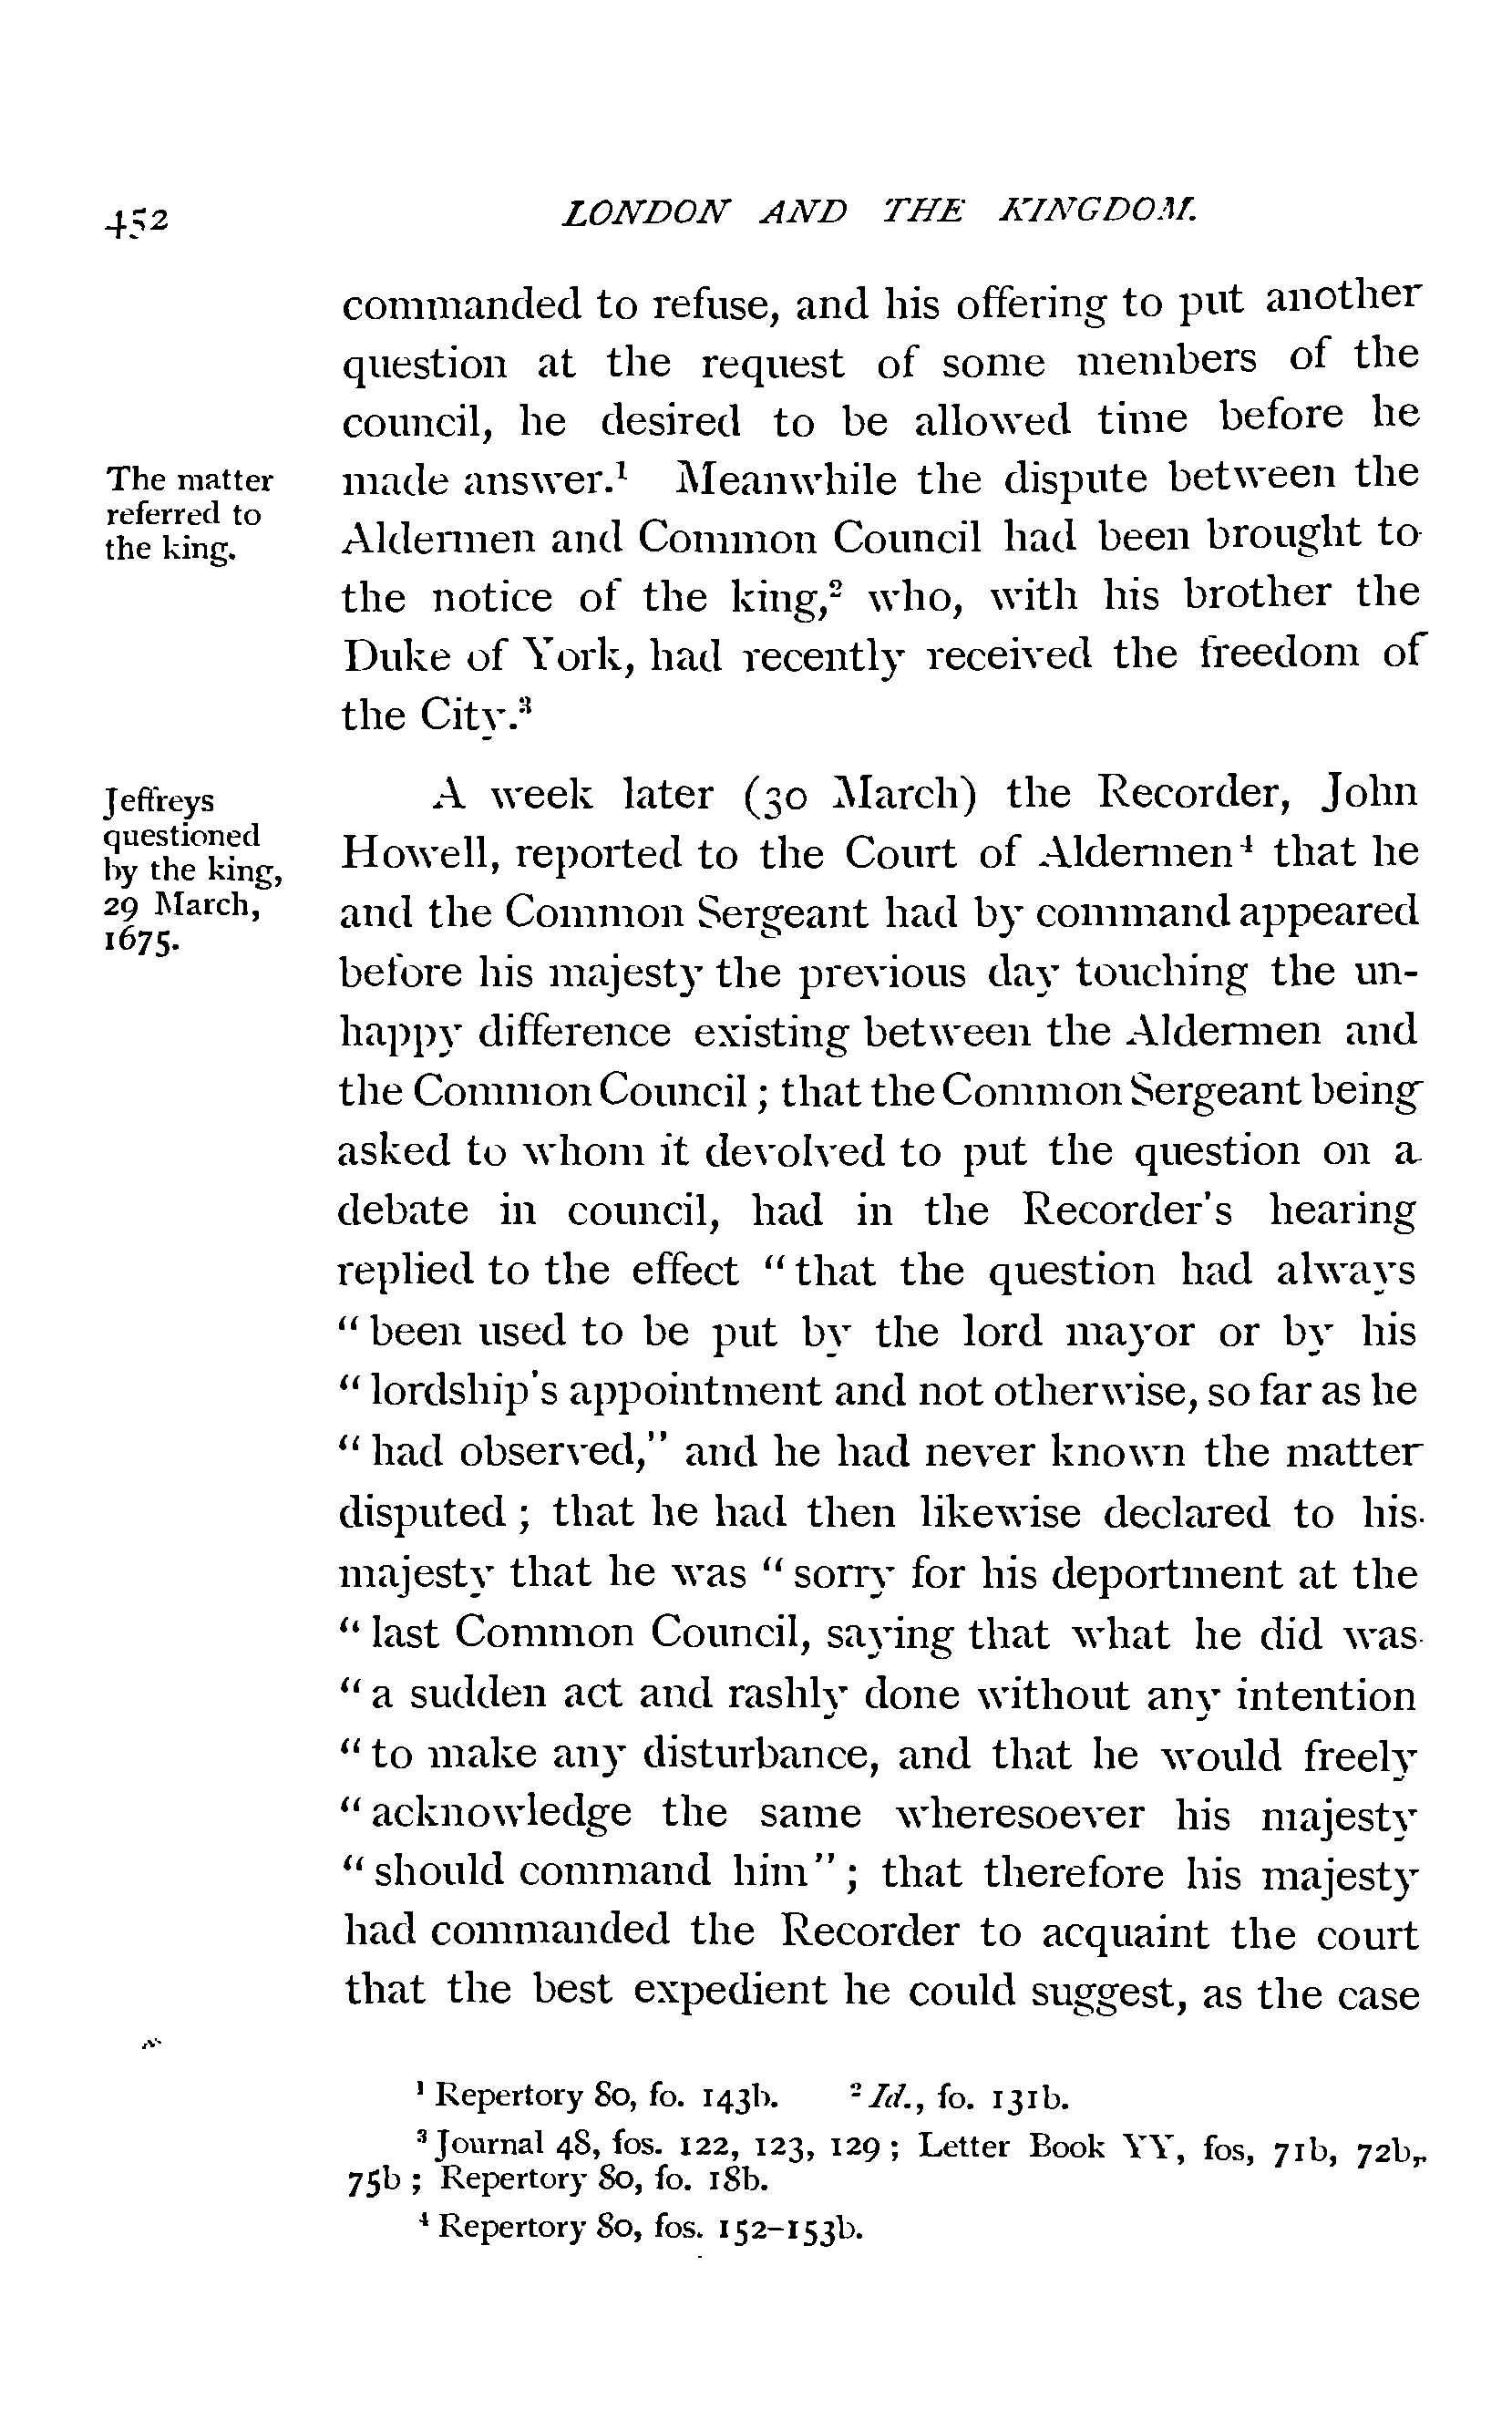 452
LONDON AND THE KINGDOM.
commanded to refuse, and his offering to put another
question at the request of some members of the
council, he desired to be allowed time before he
The matter
referred to
the king.
made answer.¹ Meanwhile the dispute between the
Aldermen and Common Council had been brought to
the notice of the king,² who, with his brother the
Duke of York, had recently received the freedom of
the City.³
Jeffreys
questioned
by the king,
29 March,
1675.
A week later (30 March) the Recorder, John
Howell, reported to the Court of Aldermen⁴ that he
and the Common Sergeant had by command appeared
before his majesty the previous day touching the un-
happy difference existing between the Aldermen and
the Common Council; that the Common Sergeant being
asked to whom it devolved to put the question on a
debate in council, had in the Recorder's hearing
replied to the effect "that the question had always
"been used to be put by the lord mayor or by his
"lordship's appointment and not otherwise, so far as he
"had observed," and he had never known the matter
disputed; that he had then likewise declared to his
majesty that he was "sorry for his deportment at the
"last Common Council, saying that what he did was
"a sudden act and rashly done without any intention
"to make any disturbance, and that he would freely
"acknowledge the same wheresoever his majesty
"should command him"; that therefore his majesty
had commanded the Recorder to acquaint the court
that the best expedient he could suggest, as the case
¹ Repertory 80, fo. 143b. ² Id., fo. 131b.
³ Journal 48, fos. 122, 123, 129; Letter Book YY, fos, 71b, 72b,
75b; Repertory 80, fo. 18b.
⁴ Repertory 80, fos. 152-153b.